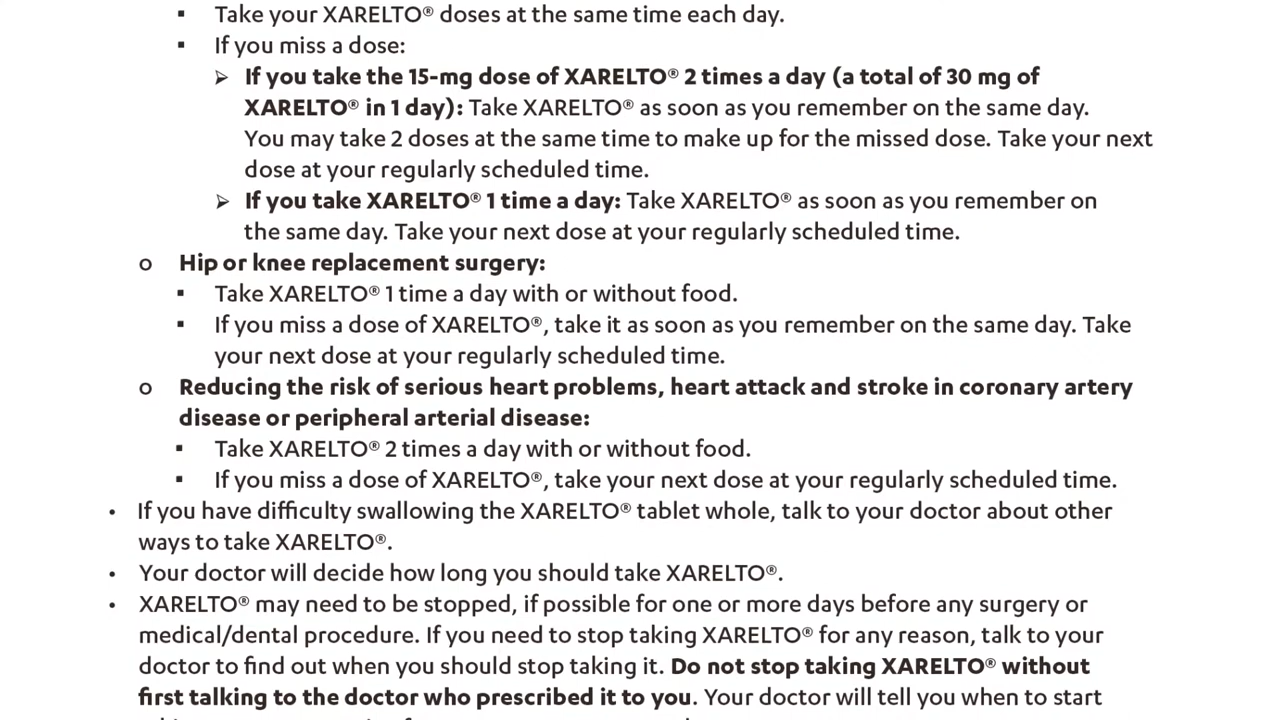 ▪ Take your XARELTO® doses at the same time each day.
▪ If you miss a dose:
➢ If you take the 15-mg dose of XARELTO® 2 times a day (a total of 30 mg of
XARELTO® in 1 day): Take XARELTO® as soon as you remember on the same day.
You may take 2 doses at the same time to make up for the missed dose. Take your next
dose at your regularly scheduled time.
➢ If you take XARELTO® 1 time a day: Take XARELTO® as soon as you remember on
the same day. Take your next dose at your regularly scheduled time.
o Hip or knee replacement surgery:
▪ Take XARELTO® 1 time a day with or without food.
▪ If you miss a dose of XARELTO®, take it as soon as you remember on the same day. Take
your next dose at your regularly scheduled time.
o Reducing the risk of serious heart problems, heart attack and stroke in coronary artery
disease or peripheral arterial disease:
▪ Take XARELTO® 2 times a day with or without food.
▪ If you miss a dose of XARELTO®, take your next dose at your regularly scheduled time.
• If you have difficulty swallowing the XARELTO® tablet whole, talk to your doctor about other
ways to take XARELTO®.
• Your doctor will decide how long you should take XARELTO®.
• XARELTO® may need to be stopped, if possible for one or more days before any surgery or
medical/dental procedure. If you need to stop taking XARELTO® for any reason, talk to your
doctor to find out when you should stop taking it. Do not stop taking XARELTO® without
first talking to the doctor who prescribed it to you. Your doctor will tell you when to start